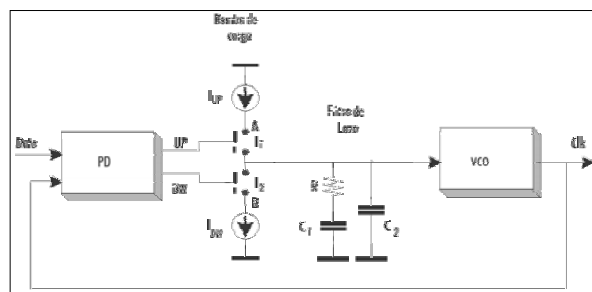 Bomba de
carga
I_UP
A
Filtro de
Lazo
Data
UP
I_1
PD
VCO
Clk
DW
I_2
B
R
I_DW
C_1
C_2